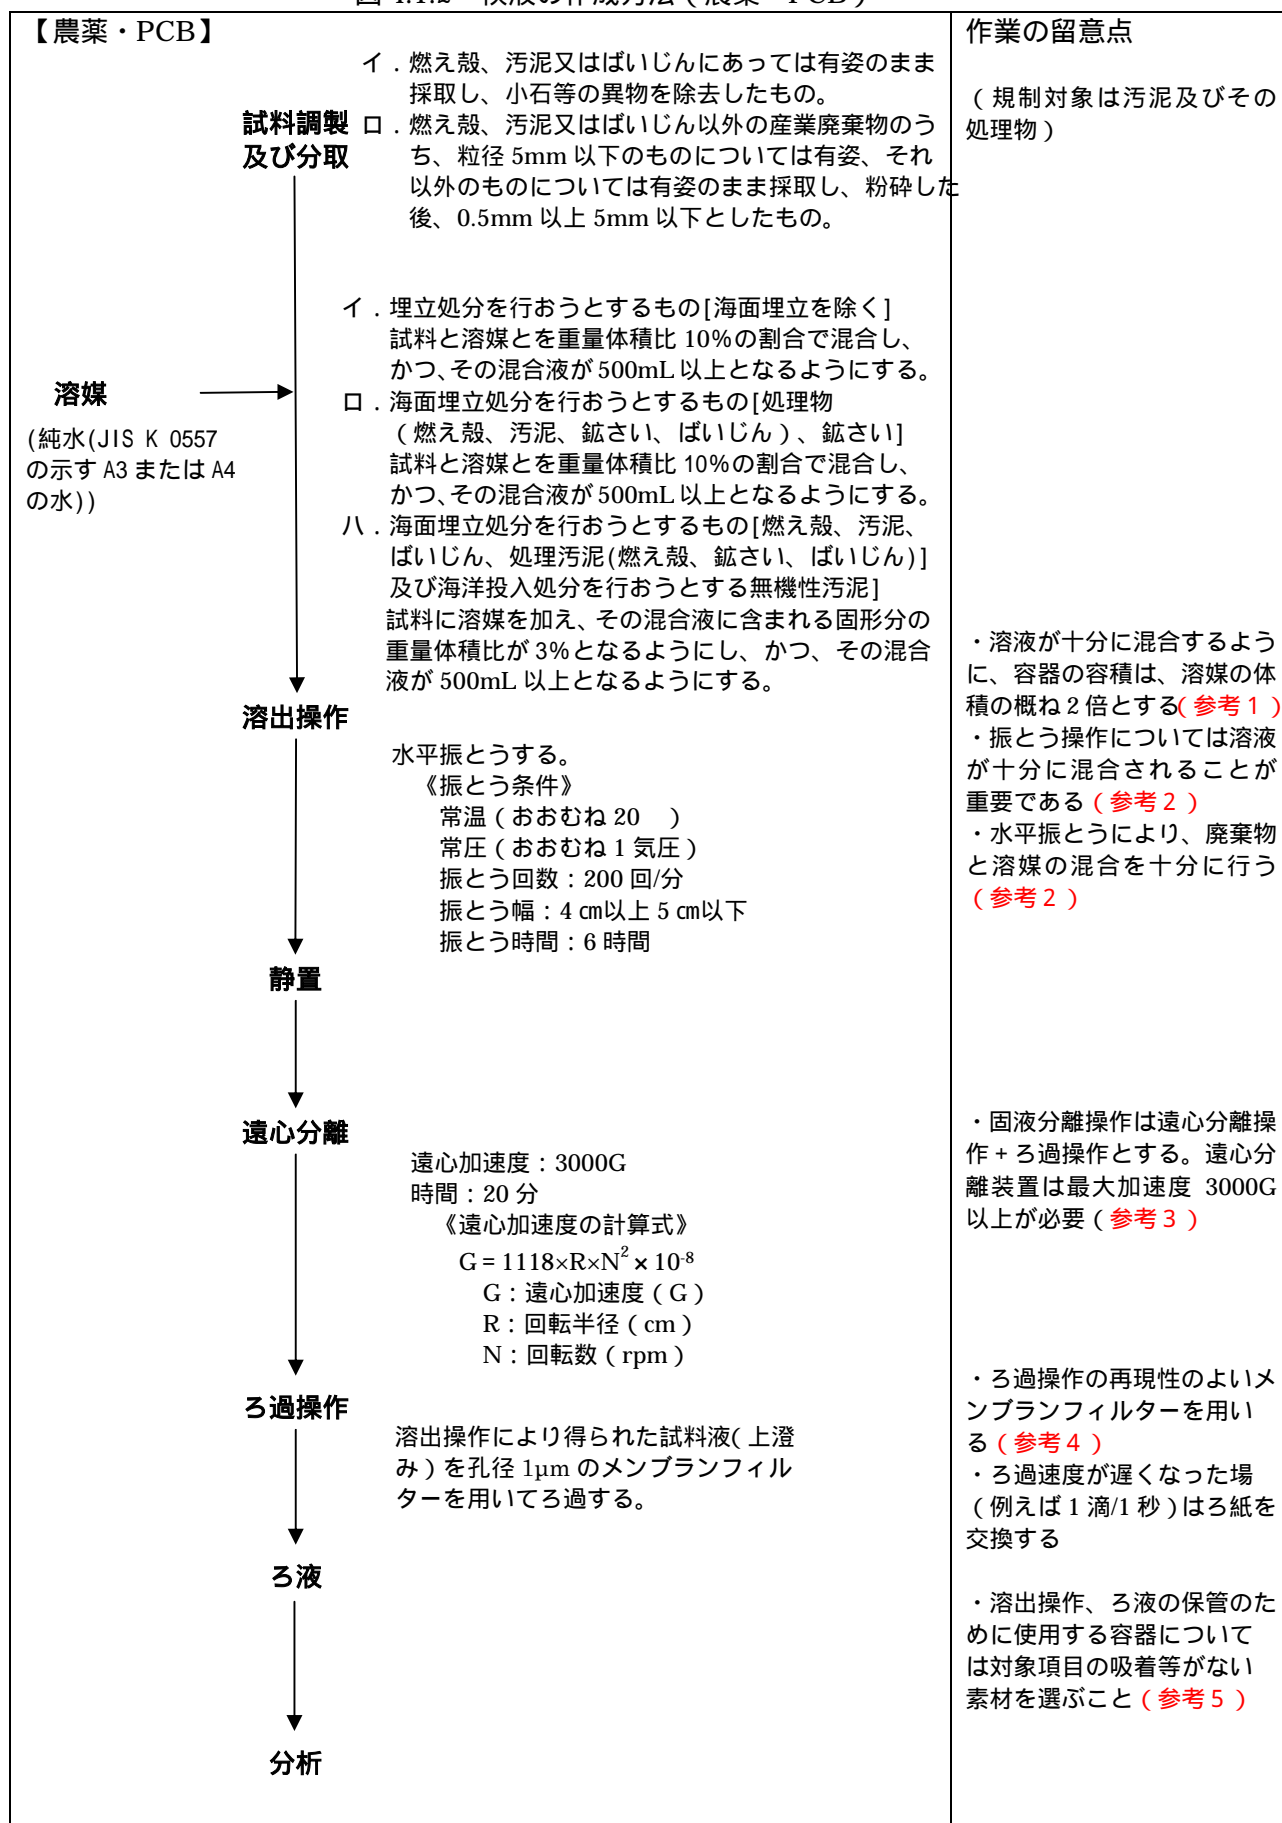 図 4.1.2 検液の作成方法（農薬・PCB）
【農薬・PCB】
試料調製
及び分取
イ．燃え殻、汚泥又はばいじんにあっては有姿のまま
採取し、小石等の異物を除去したもの。
ロ．燃え殻、汚泥又はばいじん以外の産業廃棄物のう
ち、粒径 5mm 以下のものについては有姿、それ
以外のものについては有姿のまま採取し、粉砕した
後、0.5mm 以上 5mm 以下としたもの。
溶媒
(純水(JIS K 0557
の示す A3 または A4
の水))
イ．埋立処分を行おうとするもの[海面埋立を除く]
試料と溶媒とを重量体積比 10%の割合で混合し、
かつ、その混合液が 500mL 以上となるようにする。
ロ．海面埋立処分を行おうとするもの[処理物
（燃え殻、汚泥、鉱さい、ばいじん）、鉱さい]
試料と溶媒とを重量体積比 10%の割合で混合し、
かつ、その混合液が 500mL 以上となるようにする。
ハ．海面埋立処分を行おうとするもの[燃え殻、汚泥、
ばいじん、処理汚泥(燃え殻、鉱さい、ばいじん)]
及び海洋投入処分を行おうとする無機性汚泥]
試料に溶媒を加え、その混合液に含まれる固形分の
重量体積比が 3%となるようにし、かつ、その混合
液が 500mL 以上となるようにする。
溶出操作
水平振とうする。
《振とう条件》
常温（おおむね 20　）
常圧（おおむね 1 気圧）
振とう回数：200 回/分
振とう幅：4 ㎝以上 5 ㎝以下
振とう時間：6 時間
静置
遠心分離
遠心加速度：3000G
時間：20 分
《遠心加速度の計算式》
G = 1118×R×N² × 10⁻⁸
G：遠心加速度（G）
R：回転半径（cm）
N：回転数（rpm）
ろ過操作
溶出操作により得られた試料液(上澄
み）を孔径 1µm のメンブランフィル
ターを用いてろ過する。
ろ液
分析
作業の留意点
（規制対象は汚泥及びその
処理物）
・溶液が十分に混合するよう
に、容器の容積は、溶媒の体
積の概ね 2 倍とする（参考１）
・振とう操作については溶液
が十分に混合されることが
重要である（参考２）
・水平振とうにより、廃棄物
と溶媒の混合を十分に行う
（参考２）
・固液分離操作は遠心分離操
作＋ろ過操作とする。遠心分
離装置は最大加速度 3000G
以上が必要（参考３）
・ろ過操作の再現性のよいメ
ンブランフィルターを用い
る（参考４）
・ろ過速度が遅くなった場
（例えば 1 滴/1 秒）はろ紙を
交換する
・溶出操作、ろ液の保管のた
めに使用する容器について
は対象項目の吸着等がない
素材を選ぶこと（参考５）